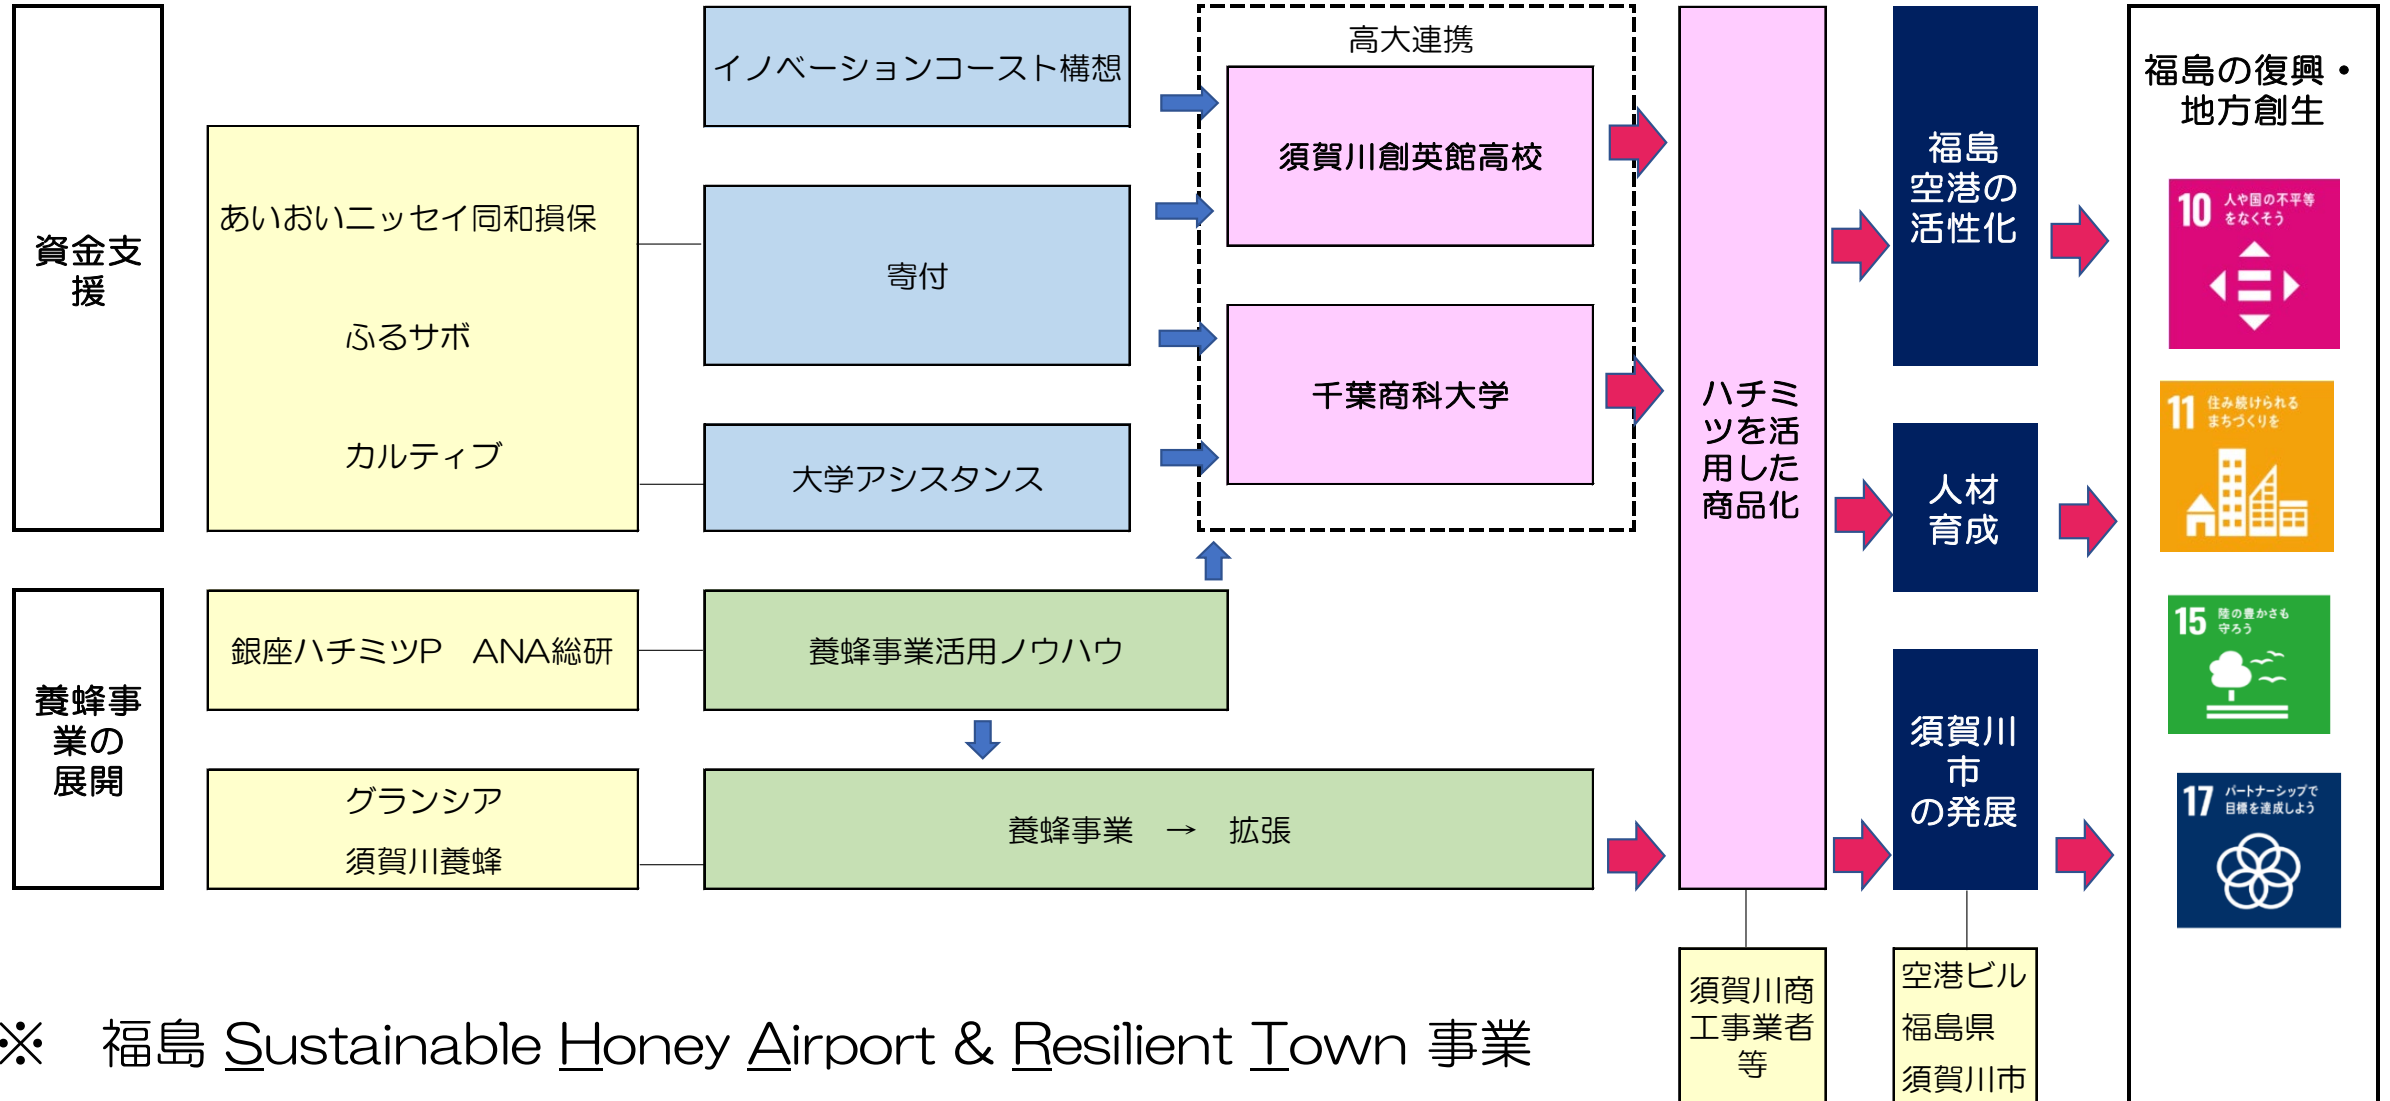 資金支
援
あいおいニッセイ同和損保
ふるサポ
カルティブ
イノベーションコースト構想
寄付
大学アシスタンス
高大連携
須賀川創英館高校
千葉商科大学
養蜂事
業の
展開
銀座ハチミツP　ANA総研
養蜂事業活用ノウハウ
グランシア
須賀川養蜂
養蜂事業　→　拡張
ハチミ
ツを活
用した
商品化
福島
空港の
活性化
人材
育成
須賀川
市
の発展
福島の復興・
地方創生
10 人や国の不平等
をなくそう
11 住み続けられる
まちづくりを
15 陸の豊かさも
守ろう
17 パートナーシップで
目標を達成しよう
須賀川商
工事業者
等
空港ビル
福島県
須賀川市
※　福島 Sustainable Honey Airport & Resilient Town 事業